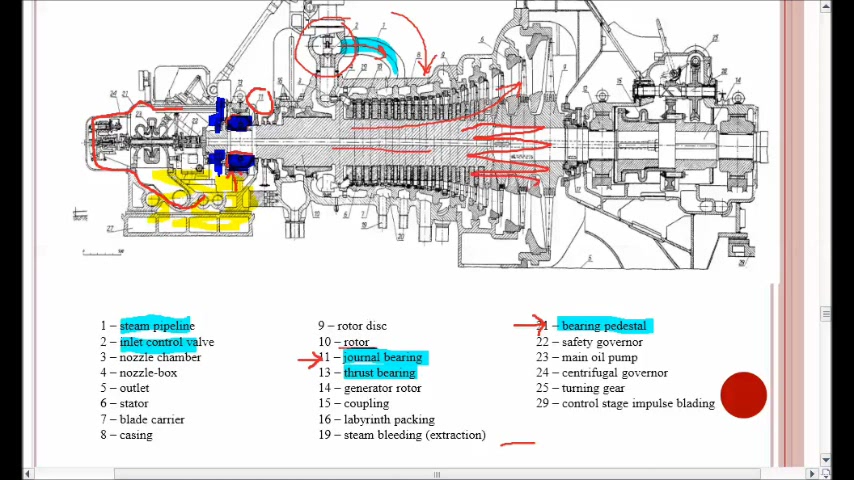 1 – steam pipeline
2 – inlet control valve
3 – nozzle chamber
4 – nozzle-box
5 – outlet
6 – stator
7 – blade carrier
8 – casing
9 – rotor disc
10 – rotor
11 – journal bearing
13 – thrust bearing
14 – generator rotor
15 – coupling
16 – labyrinth packing
19 – steam bleeding (extraction)
21 – bearing pedestal
22 – safety governor
23 – main oil pump
24 – centrifugal governor
25 – turning gear
29 – control stage impulse blading